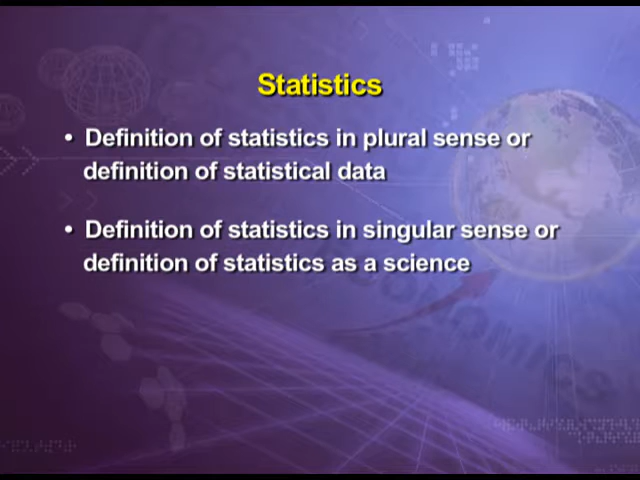 Statistics
• Definition of statistics in plural sense or
definition of statistical data
• Definition of statistics in singular sense or
definition of statistics as a science
ECONOMICS